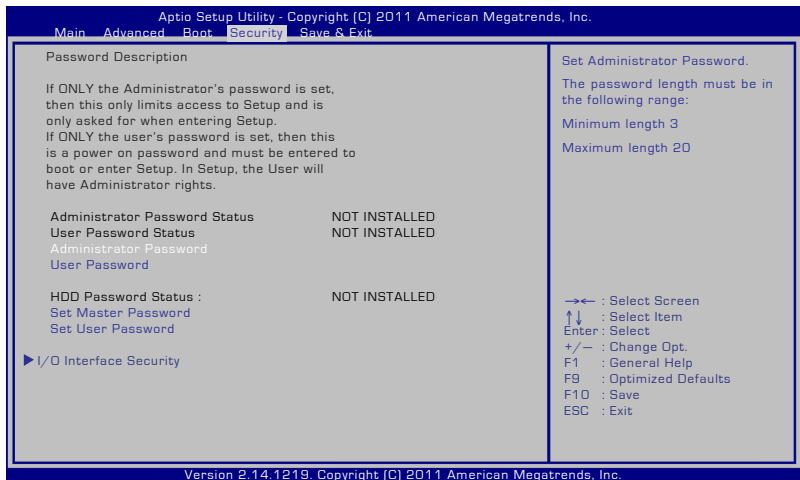 Aptio Setup Utility - Copyright (C) 2011 American Megatrends, Inc.
Main Advanced Boot Security Save & Exit
Password Description
If ONLY the Administrator's password is set,
then this only limits access to Setup and is
only asked for when entering Setup.
If ONLY the user's password is set, then this
is a power on password and must be entered to
boot or enter Setup. In Setup, the User will
have Administrator rights.
Administrator Password Status NOT INSTALLED
User Password Status NOT INSTALLED
Administrator Password
User Password
HDD Password Status : NOT INSTALLED
Set Master Password
Set User Password
I/O Interface Security
Set Administrator Password.
The password length must be in
the following range:
Minimum length 3
Maximum length 20
→← : Select Screen
↑↓ : Select Item
Enter : Select
+/− : Change Opt.
F1 : General Help
F9 : Optimized Defaults
F10 : Save
ESC : Exit
Version 2.14.1219. Copyright (C) 2011 American Megatrends, Inc.